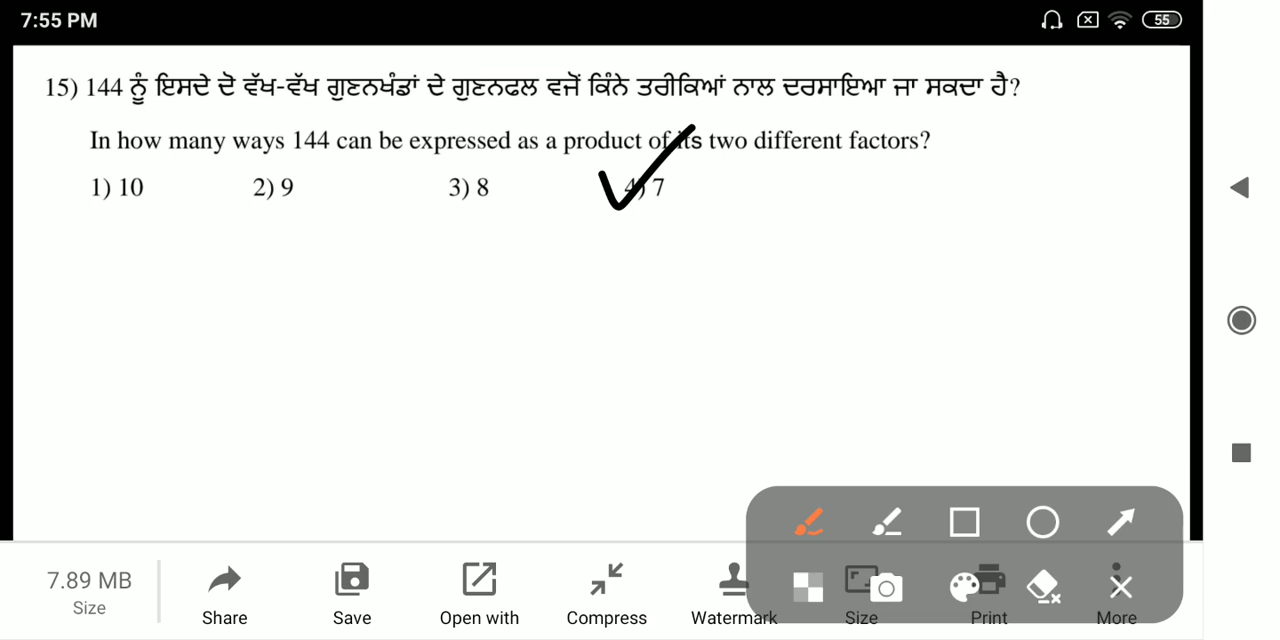 7:55 PM
55
15) 144 ਨੂੰ ਇਸਦੇ ਦੋ ਵੱਖ-ਵੱਖ ਗੁਣਨਖੰਡਾਂ ਦੇ ਗੁਣਨਫਲ ਵਜੋਂ ਕਿੰਨੇ ਤਰੀਕਿਆਂ ਨਾਲ ਦਰਸਾਇਆ ਜਾ ਸਕਦਾ ਹੈ?
In how many ways 144 can be expressed as a product of its two different factors?
1) 10 2) 9 3) 8 4) 7
7.89 MB
Size
Share Save Open with Compress Watermark Size Print More